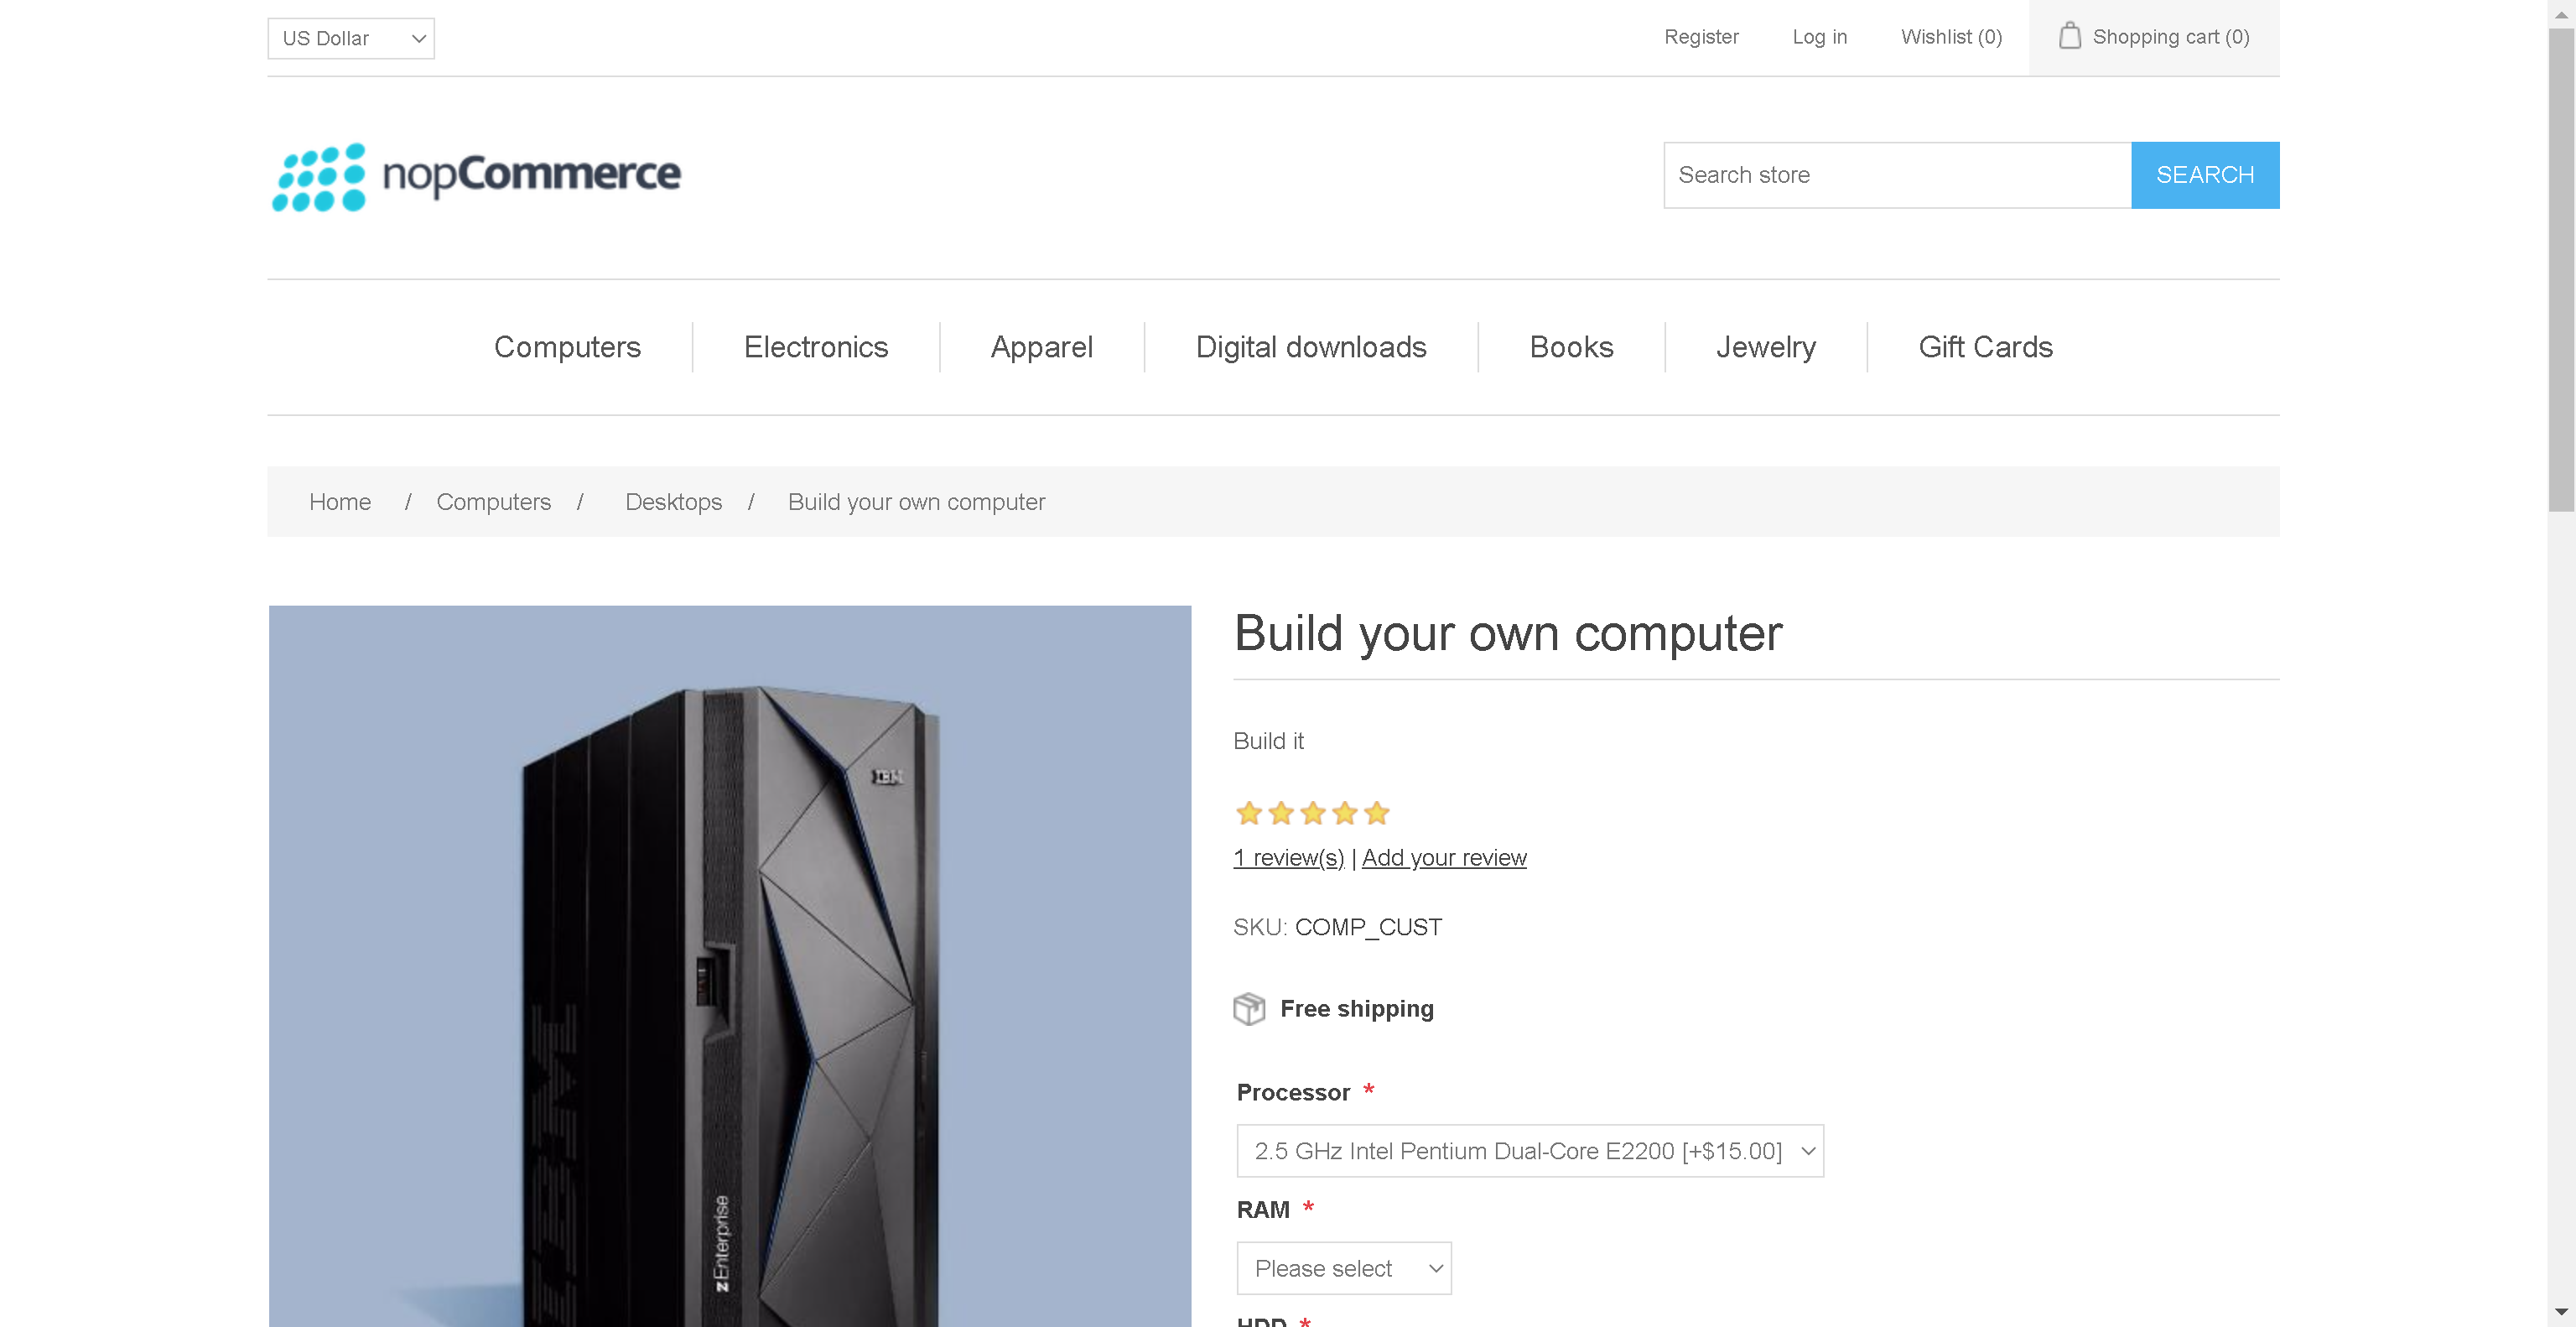 US Dollar
Register
Log in
Wishlist (0)
Shopping cart (0)
nopCommerce
Search store
SEARCH
Computers
Electronics
Apparel
Digital downloads
Books
Jewelry
Gift Cards
Home / Computers / Desktops / Build your own computer
Build your own computer
Build it
1 review(s) | Add your review
SKU: COMP_CUST
Free shipping
Processor *
2.5 GHz Intel Pentium Dual-Core E2200 [+$15.00]
RAM *
Please select
HDD *
IBM
IBM
zEnterprise